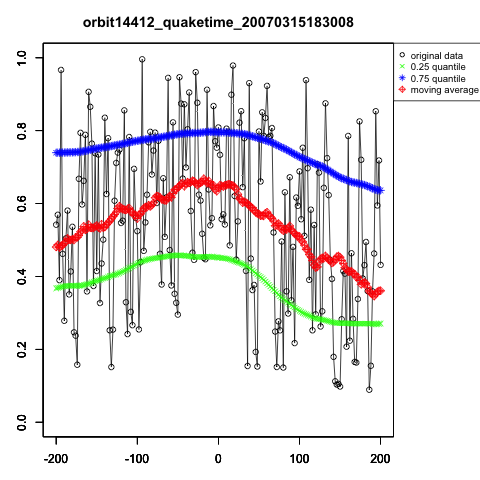 orbit14412_quaketime_20070315183008
original data
0.25 quantile
0.75 quantile
moving average
1.0
0.8
0.6
0.4
0.2
0.0
-200
-100
0
100
200